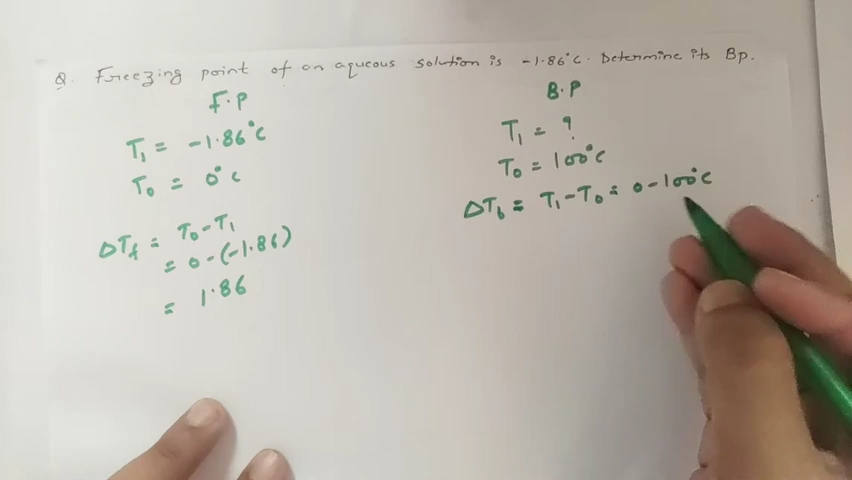 Q. Freezing point of an aqueous solution is -1.86°C. Determine its Bp.
F.P
T₁ = -1.86°C
T₀ = 0°C
ΔTf = T₀-T₁
= 0-(-1.86)
= 1.86
B.P
T₁ = ?
T₀ = 100°C
ΔTb = T₁-T₀ = 0-100°C